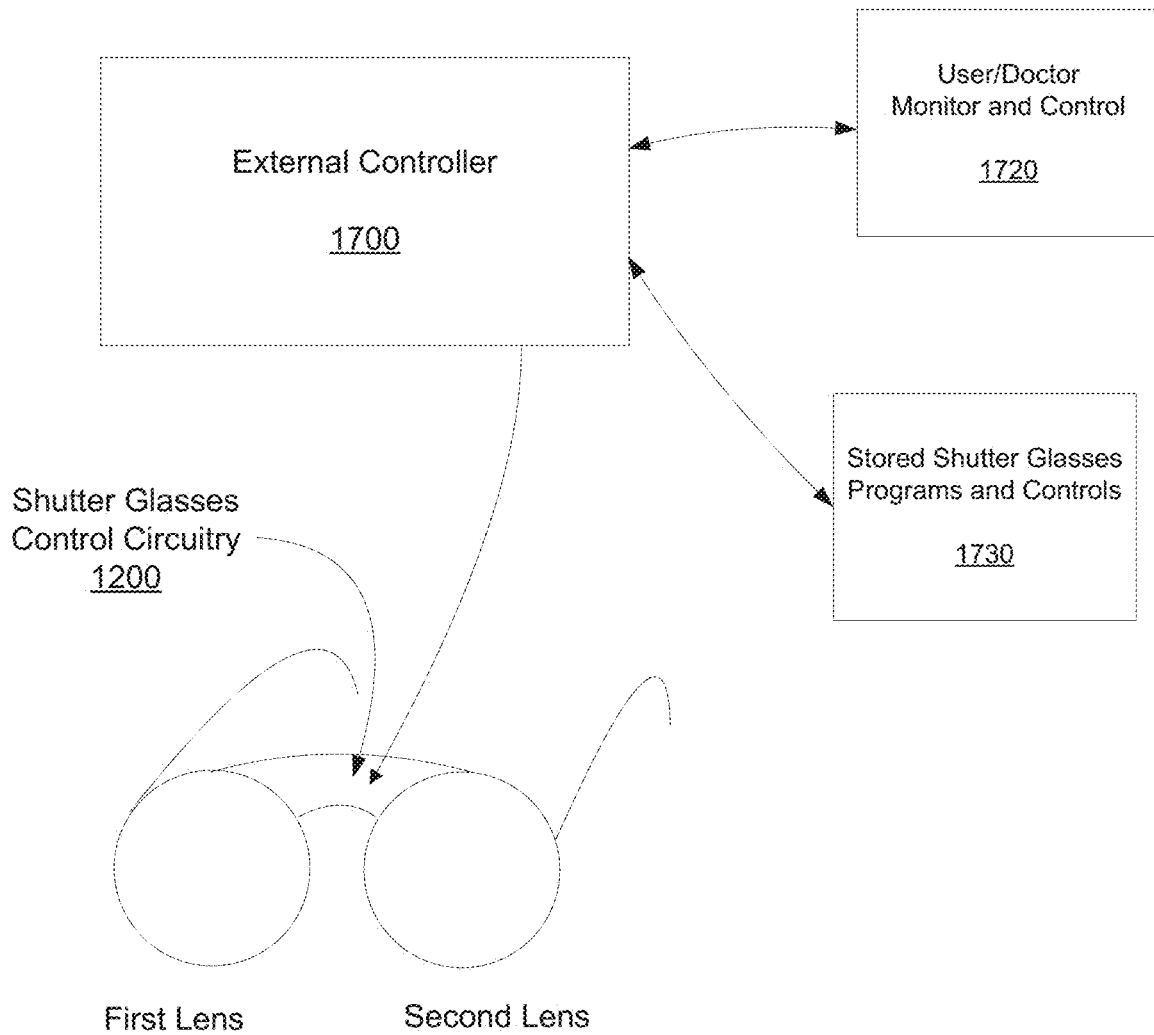 User/Doctor
Monitor and Control
1720
External Controller
1700
Stored Shutter Glasses
Programs and Controls
1730
Shutter Glasses
Control Circuitry
1200
First Lens
Second Lens